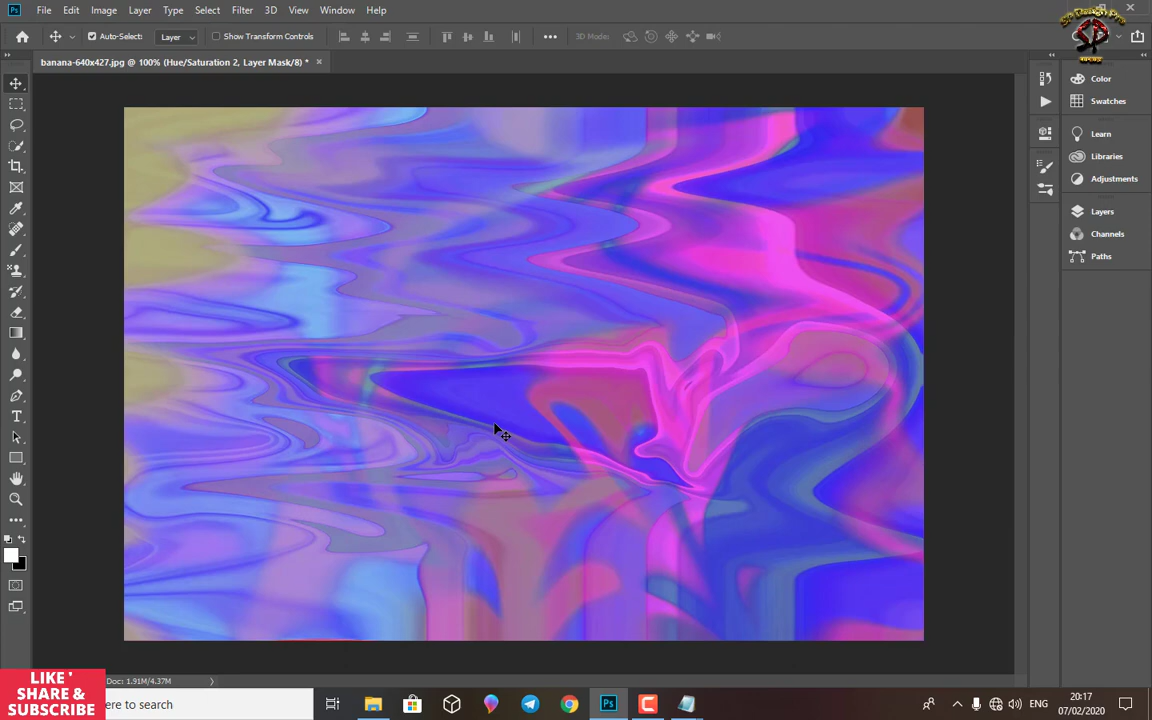 Ps File Edit Image Layer Type Select Filter 3D View Window Help
Auto-Select: Layer Show Transform Controls 3D Mode:
banana-640x427.jpg @ 100% (Hue/Saturation 2, Layer Mask/8) * ×
Color
Swatches
Learn
Libraries
Adjustments
Layers
Channels
Paths
Doc: 1.91M/4.37M
LIKE '
SHARE &
SUBSCRIBE
ere to search
Ps
ENG
20:17
07/02/2020